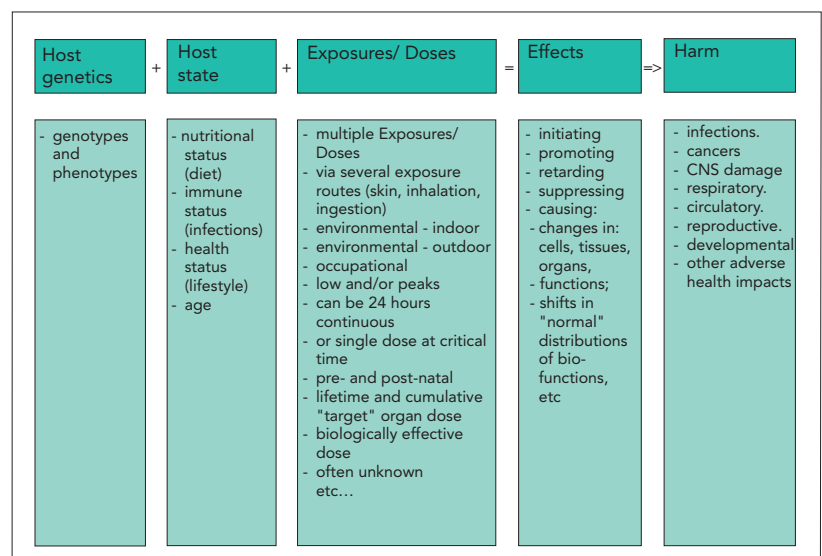 Host
genetics
+
Host
state
+
Exposures/ Doses
=
Effects
=>
Harm
- genotypes
and
phenotypes
- nutritional
status
(diet)
- immune
status
(infections)
- health
status
(lifestyle)
- age
- multiple Exposures/
Doses
- via several exposure
routes (skin, inhalation,
ingestion)
- environmental - indoor
- environmental - outdoor
- occupational
- low and/or peaks
- can be 24 hours
continuous
- or single dose at critical
time
- pre- and post-natal
- lifetime and cumulative
"target" organ dose
- biologically effective
dose
- often unknown
etc…
- initiating
- promoting
- retarding
- suppressing
- causing:
- changes in:
cells, tissues,
organs,
- functions;
- shifts in
"normal"
distributions
of bio-
functions,
etc
- infections.
- cancers
- CNS damage
- respiratory.
- circulatory.
- reproductive.
- developmental
- other adverse
health impacts